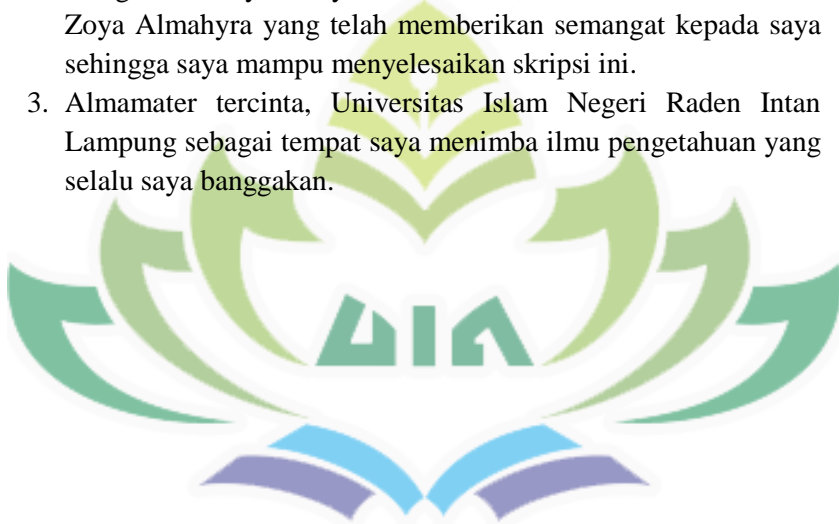 Zoya Almahyra yang telah memberikan semangat kepada saya
sehingga saya mampu menyelesaikan skripsi ini.
3. Almamater tercinta, Universitas Islam Negeri Raden Intan
Lampung sebagai tempat saya menimba ilmu pengetahuan yang
selalu saya banggakan.